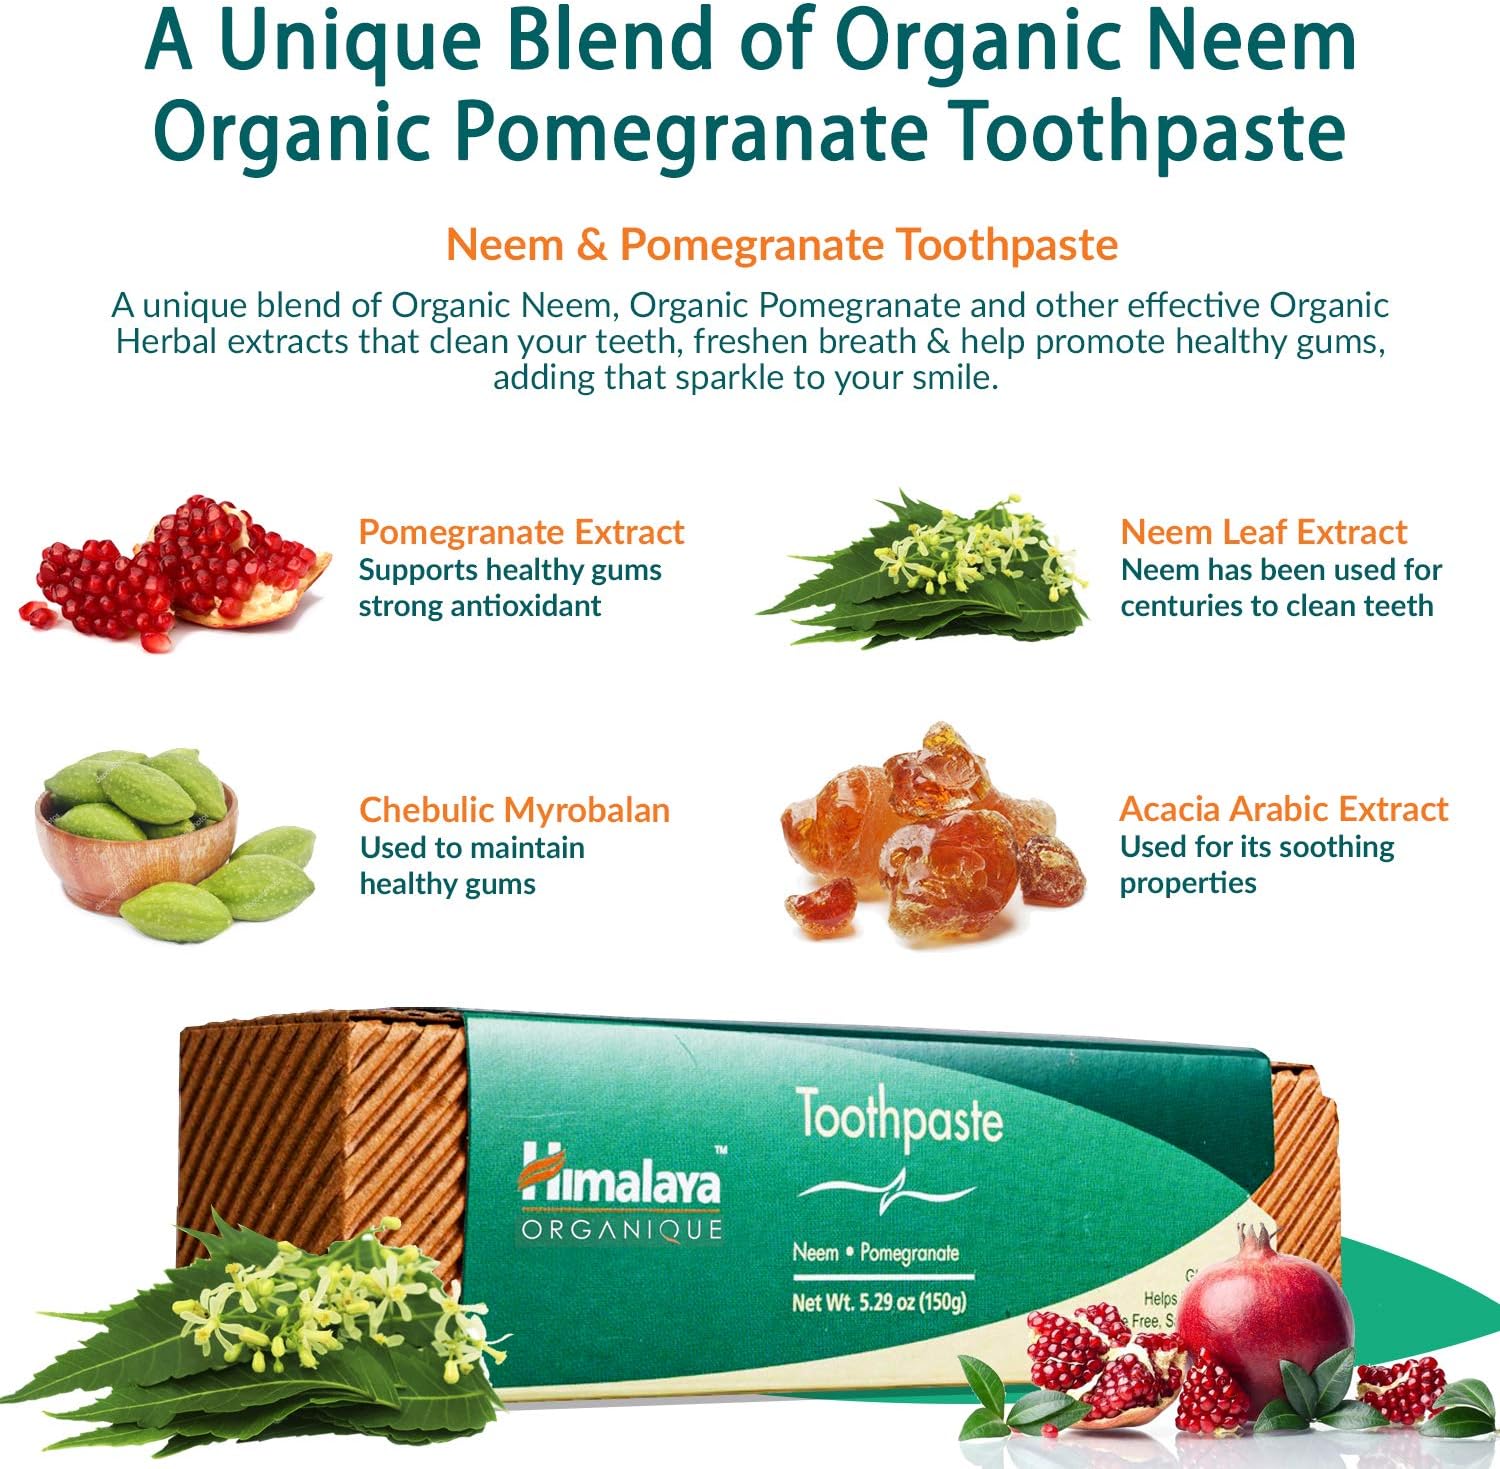 A Unique Blend of Organic Neem
Organic Pomegranate Toothpaste
Neem & Pomegranate Toothpaste
A unique blend of Organic Neem, Organic Pomegranate and other effective Organic
Herbal extracts that clean your teeth, freshen breath & help promote healthy gums,
adding that sparkle to your smile.
Pomegranate Extract
Supports healthy gums
strong antioxidant
Neem Leaf Extract
Neem has been used for
centuries to clean teeth
Chebulic Myrobalan
Used to maintain
healthy gums
Acacia Arabic Extract
Used for its soothing
properties
Himalaya™
ORGANIQUE
Toothpaste
Neem • Pomegranate
Net Wt. 5.29 oz (150g)
Helps
Free, S